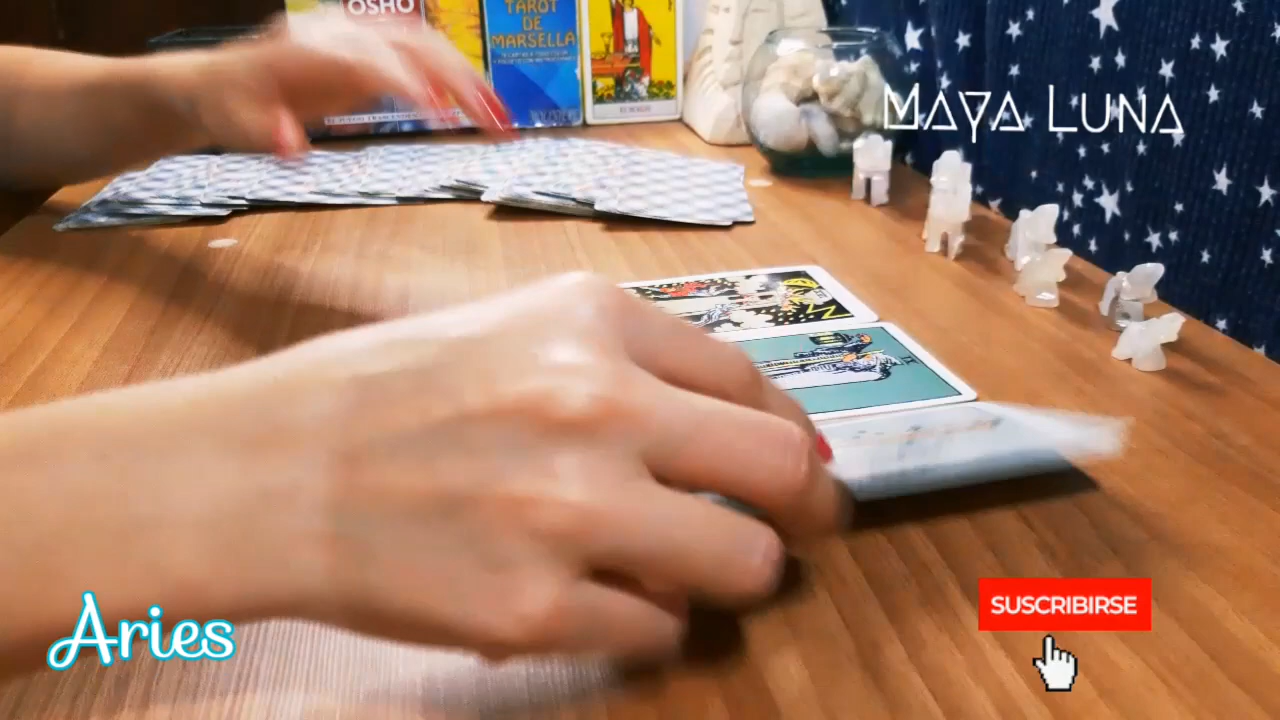 OSHO
TAROT
DE
MARSELLA
MAYA LUNA
Aries
SUSCRIBIRSE